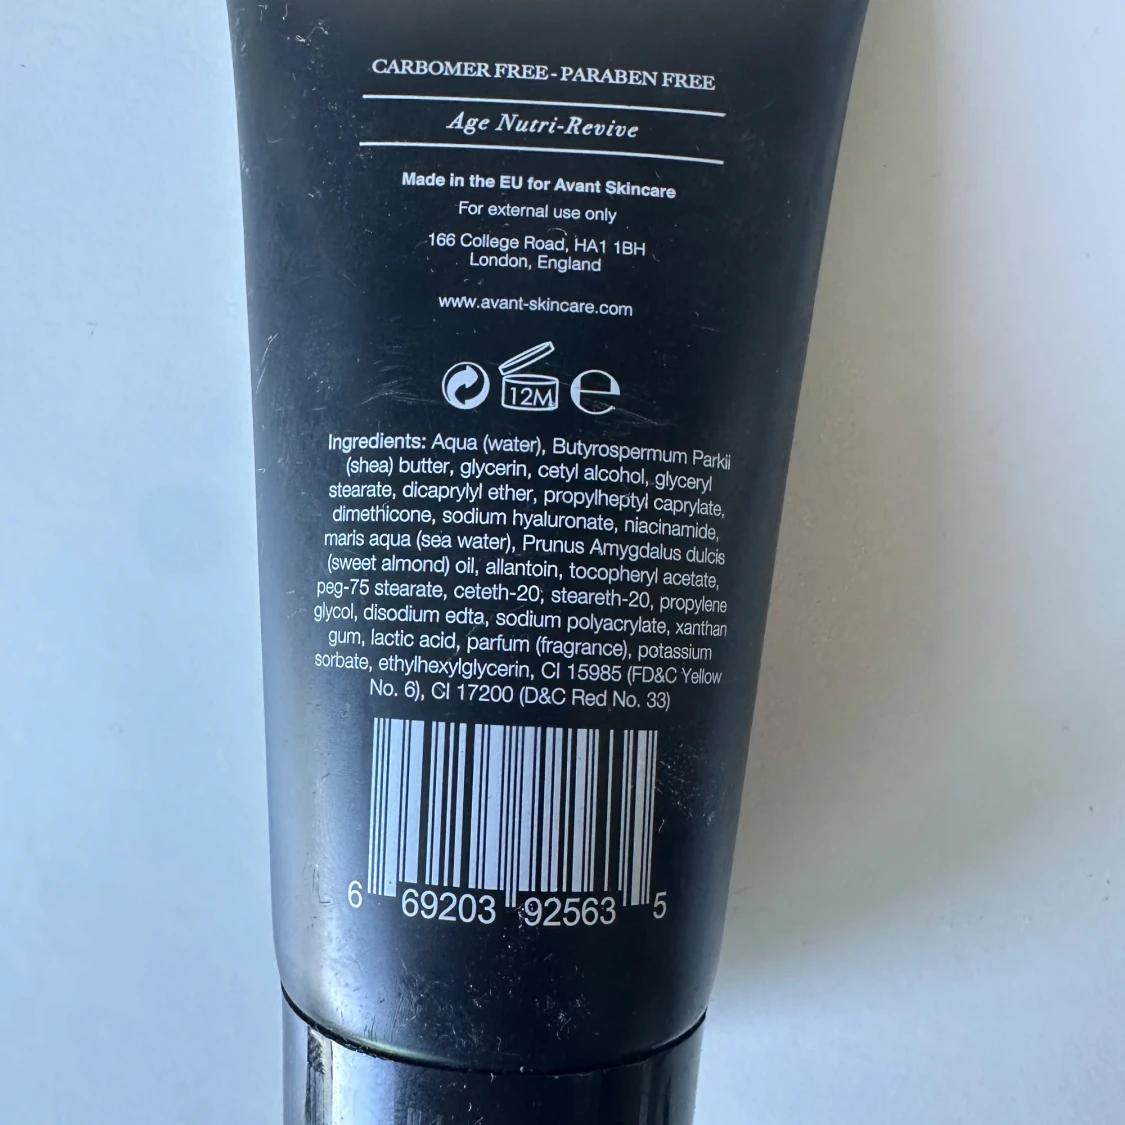 CARBOMER FREE - PARABEN FREE
Age Nutri-Revive
Made in the EU for Avant Skincare
For external use only
166 College Road, HA1 1BH
London, England
www.avant-skincare.com
12M e
Ingredients: Aqua (water), Butyrospermum Parkii
(shea) butter, glycerin, cetyl alcohol, glyceryl
stearate, dicaprylyl ether, propylheptyl caprylate,
dimethicone, sodium hyaluronate, niacinamide,
maris aqua (sea water), Prunus Amygdalus dulcis
(sweet almond) oil, allantoin, tocopheryl acetate,
peg-75 stearate, ceteth-20; steareth-20, propylene
glycol, disodium edta, sodium polyacrylate, xanthan
gum, lactic acid, parfum (fragrance), potassium
sorbate, ethylhexylglycerin, CI 15985 (FD&C Yellow
No. 6), CI 17200 (D&C Red No. 33)
6 69203 92563 5